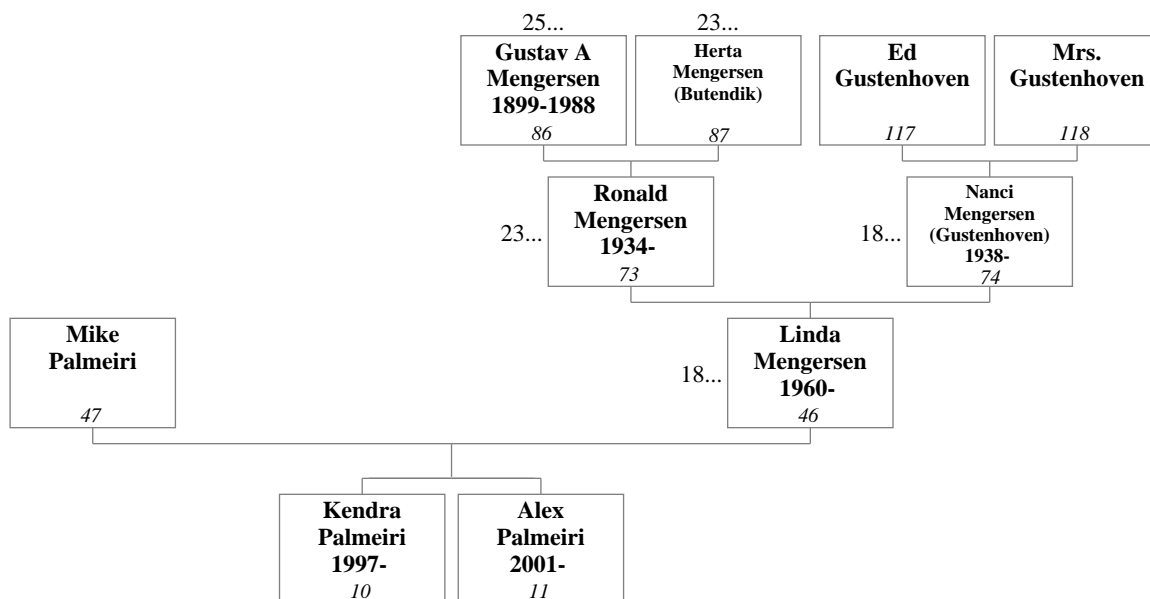 25...
23...
Gustav A
Mengersen
1899-1988
86
Herta
Mengersen
(Butendik)
87
Ed
Gustenhoven
117
Mrs.
Gustenhoven
118
23...
Ronald
Mengersen
1934-
73
18...
Nanci
Mengersen
(Gustenhoven)
1938-
74
Mike
Palmeiri
47
18...
Linda
Mengersen
1960-
46
Kendra
Palmeiri
1997-
10
Alex
Palmeiri
2001-
11